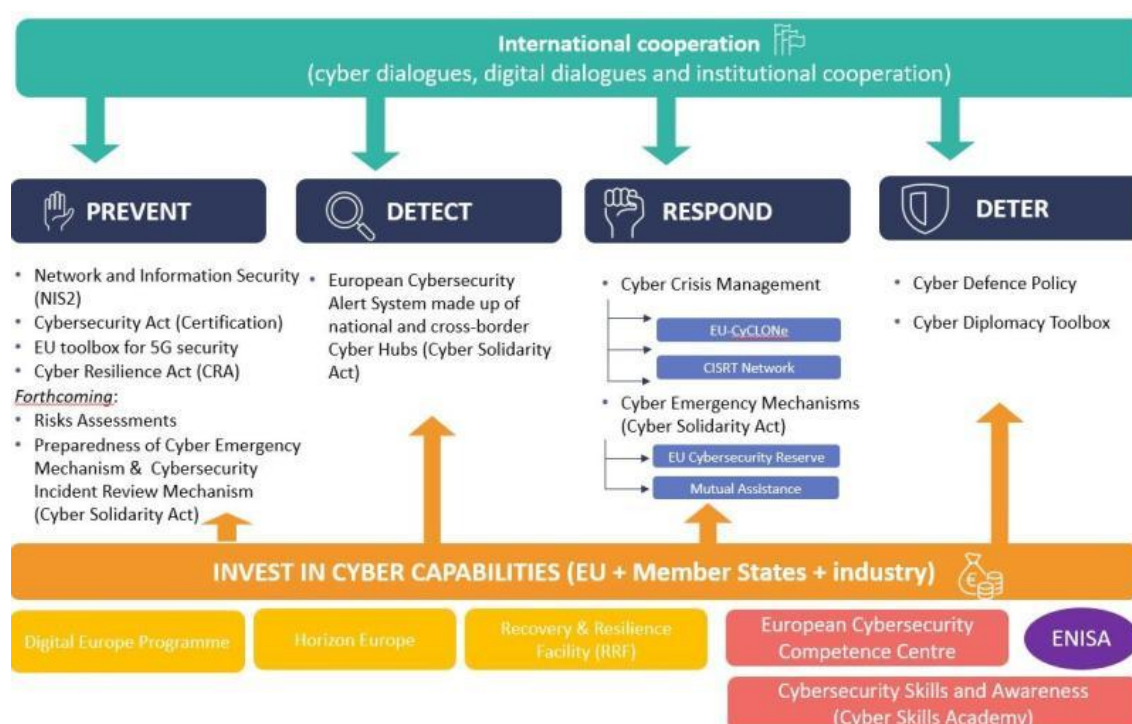 International cooperation
(cyber dialogues, digital dialogues and institutional cooperation)
PREVENT
• Network and Information Security
(NIS2)
• Cybersecurity Act (Certification)
• EU toolbox for 5G security
• Cyber Resilience Act (CRA)
Forthcoming:
• Risks Assessments
• Preparedness of Cyber Emergency
Mechanism & Cybersecurity
Incident Review Mechanism
(Cyber Solidarity Act)
DETECT
• European Cybersecurity
Alert System made up of
national and cross-border
Cyber Hubs (Cyber Solidarity
Act)
RESPOND
• Cyber Crisis Management
EU-CyCLONe
CISRT Network
• Cyber Emergency Mechanisms
(Cyber Solidarity Act)
EU Cybersecurity Reserve
Mutual Assistance
DETER
• Cyber Defence Policy
• Cyber Diplomacy Toolbox
INVEST IN CYBER CAPABILITIES (EU + Member States + industry)
€
Digital Europe Programme
Horizon Europe
Recovery & Resilience
Facility (RRF)
European Cybersecurity
Competence Centre
ENISA
Cybersecurity Skills and Awareness
(Cyber Skills Academy)